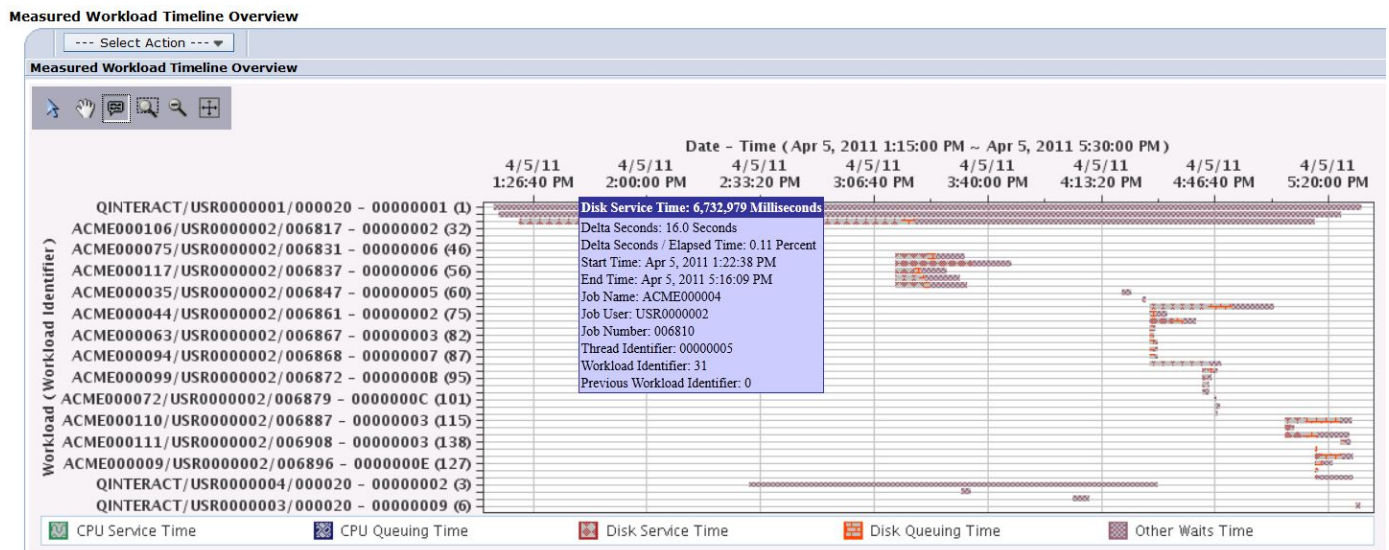 Measured Workload Timeline Overview
--- Select Action ---
Measured Workload Timeline Overview
Date - Time ( Apr 5, 2011 1:15:00 PM ~ Apr 5, 2011 5:30:00 PM )
4/5/11 4/5/11 4/5/11 4/5/11 4/5/11 4/5/11 4/5/11 4/5/11
1:26:40 PM 2:00:00 PM 2:33:20 PM 3:06:40 PM 3:40:00 PM 4:13:20 PM 4:46:40 PM 5:20:00 PM
Workload (Workload Identifier)
QINTERACT/USR0000001/000020 - 00000001 (1)
ACME000106/USR0000002/006817 - 00000002 (32)
ACME000075/USR0000002/006831 - 00000006 (46)
ACME000117/USR0000002/006837 - 00000006 (56)
ACME000035/USR0000002/006847 - 00000005 (60)
ACME000044/USR0000002/006861 - 00000002 (75)
ACME000063/USR0000002/006867 - 00000003 (82)
ACME000094/USR0000002/006868 - 00000007 (87)
ACME000099/USR0000002/006872 - 0000000B (95)
ACME000072/USR0000002/006879 - 0000000C (101)
ACME000110/USR0000002/006887 - 00000003 (115)
ACME000111/USR0000002/006908 - 00000003 (138)
ACME000009/USR0000002/006896 - 0000000E (127)
QINTERACT/USR0000004/000020 - 00000002 (3)
QINTERACT/USR0000003/000020 - 00000009 (6)
Disk Service Time: 6,732,979 Milliseconds
Delta Seconds: 16.0 Seconds
Delta Seconds / Elapsed Time: 0.11 Percent
Start Time: Apr 5, 2011 1:22:38 PM
End Time: Apr 5, 2011 5:16:09 PM
Job Name: ACME000004
Job User: USR0000002
Job Number: 006810
Thread Identifier: 00000005
Workload Identifier: 31
Previous Workload Identifier: 0
CPU Service Time CPU Queuing Time Disk Service Time Disk Queuing Time Other Waits Time